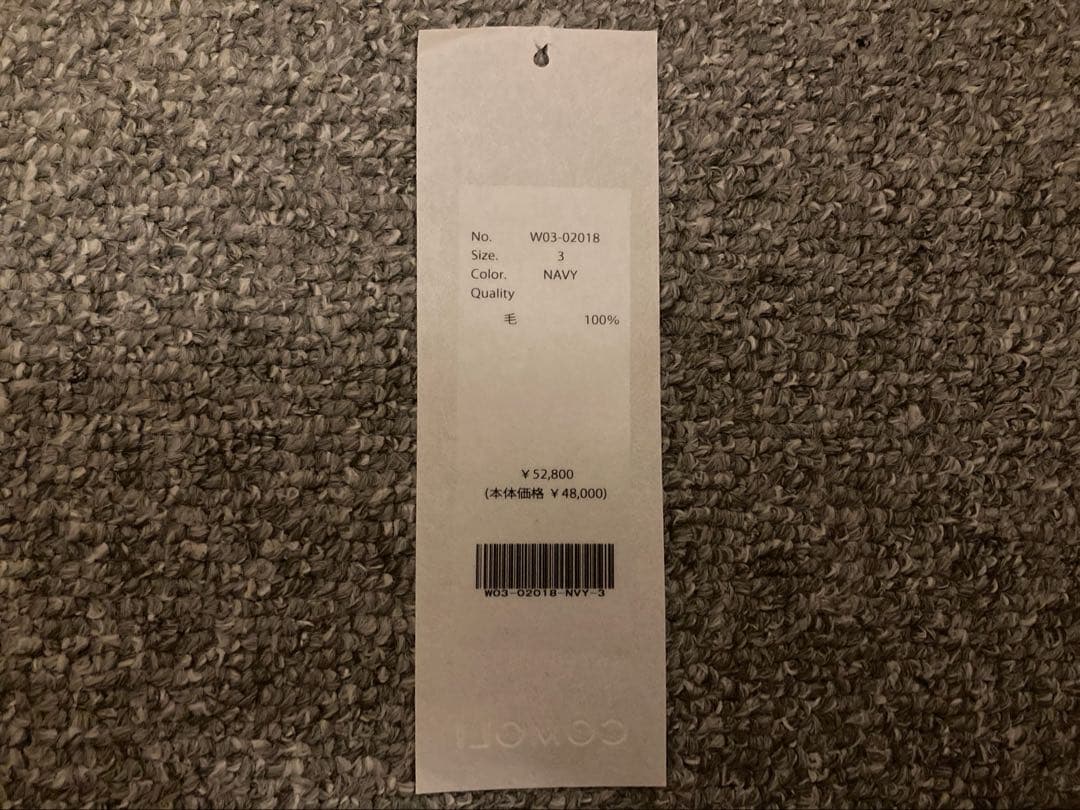 No. W03-02018
Size. 3
Color. NAVY
Quality
毛 100%
¥52,800
(本体価格 ¥48,000)
W03-02018-NVY-3
COMOLI